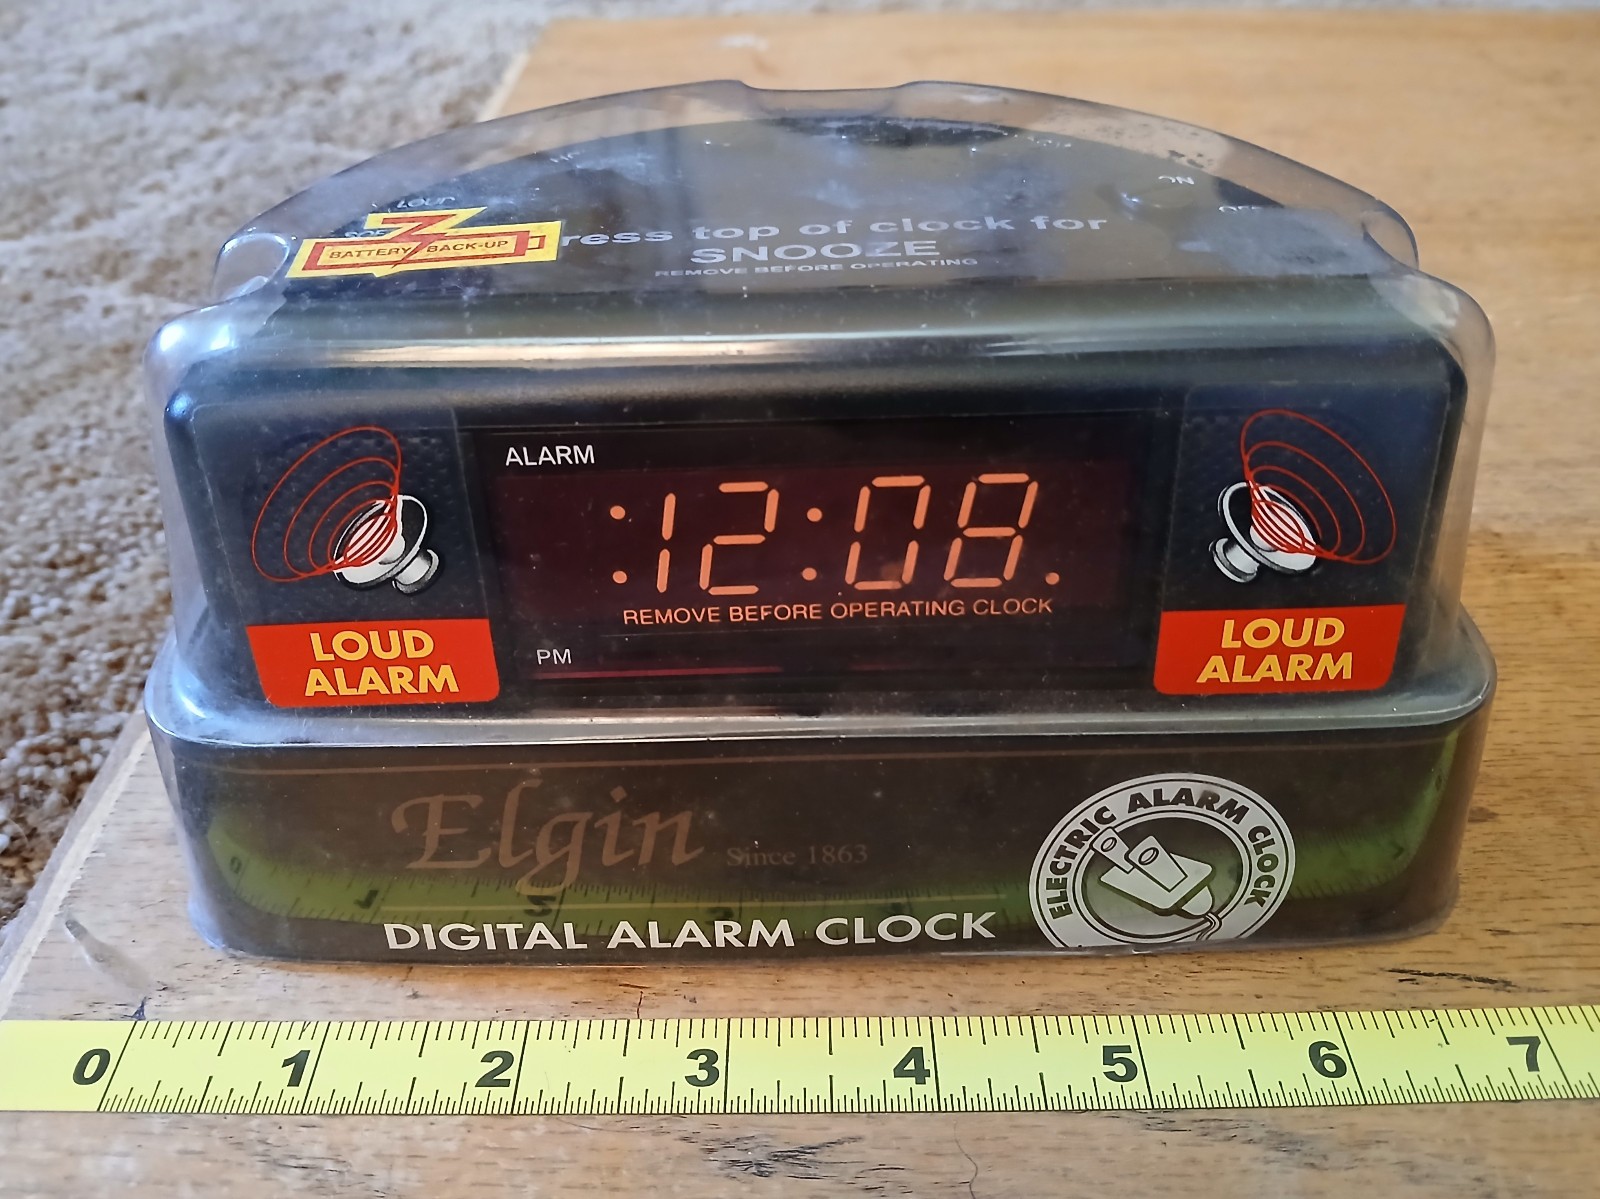 LOUD
ON
BATTERY BACK-UP
ress top of clock for
SNOOZE
REMOVE BEFORE OPERATING
ALARM
:12:08.
REMOVE BEFORE OPERATING CLOCK
PM
LOUD
ALARM
LOUD
ALARM
Elgin Since 1863
DIGITAL ALARM CLOCK
ELECTRIC ALARM CLOCK
0 1 2 3 4 5 6 7